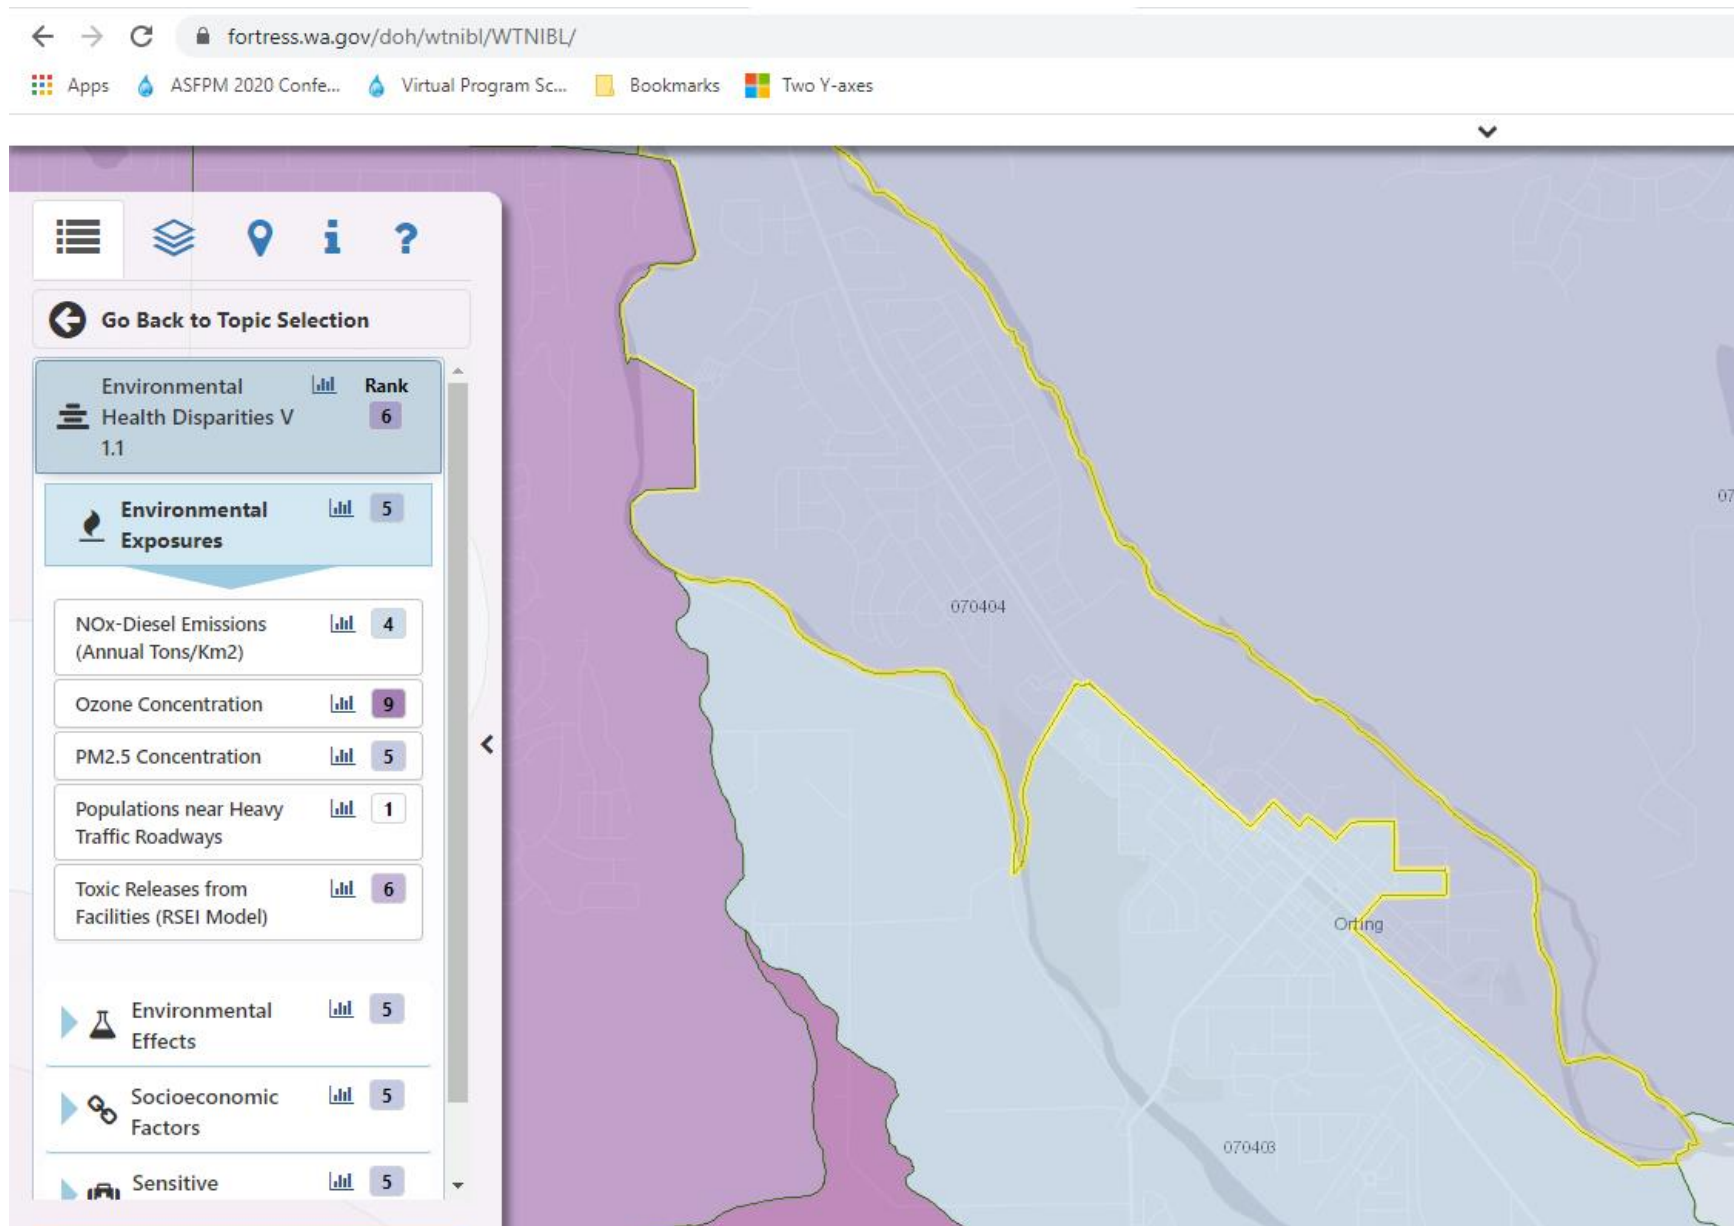 fortress.wa.gov/doh/wtnibl/WTNIBL/
Apps ASFPM 2020 Confe... Virtual Program Sc... Bookmarks Two Y-axes
i ?
Go Back to Topic Selection
Environmental Rank
Health Disparities V 6
1.1
Environmental 5
Exposures
NOx-Diesel Emissions 4
(Annual Tons/Km2)
Ozone Concentration 9
PM2.5 Concentration 5
Populations near Heavy 1
Traffic Roadways
Toxic Releases from 6
Facilities (RSEI Model)
Environmental 5
Effects
Socioeconomic 5
Factors
Sensitive 5
07
070404
Orting
070403